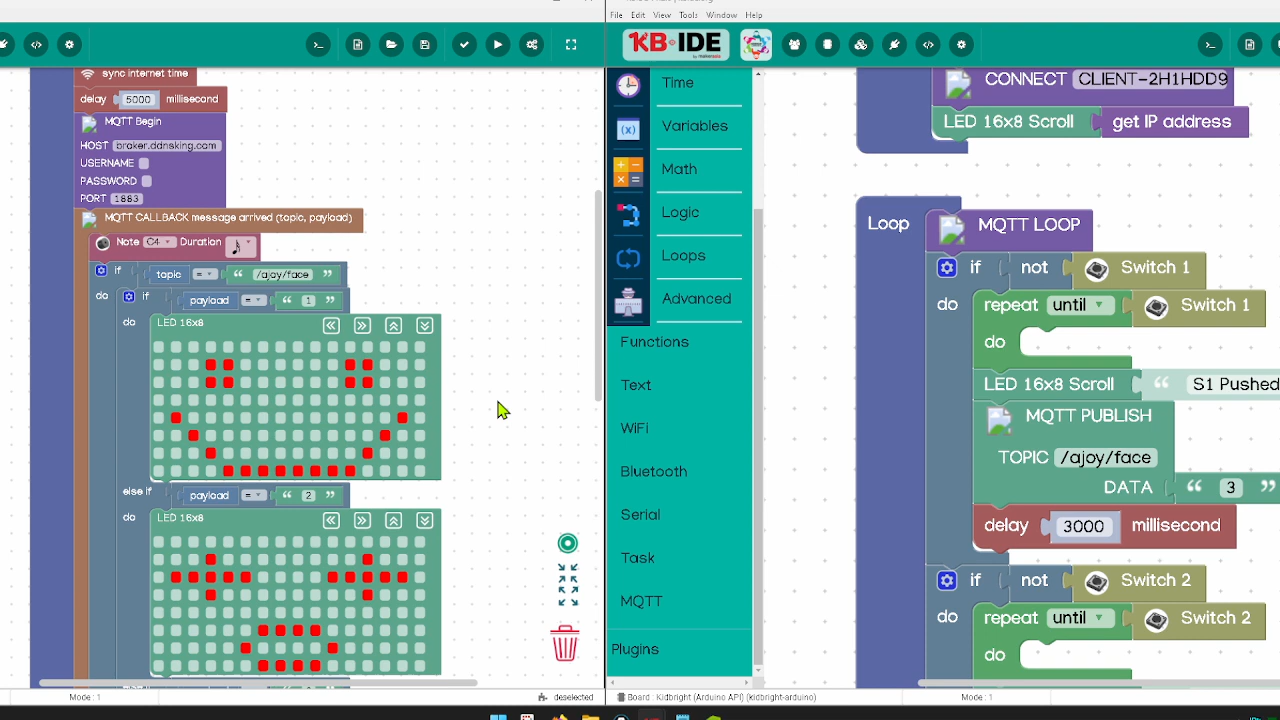 File Edit View Tools Window Help
KB-IDE
by makerasia
sync internet time
delay 5000 millisecond
MQTT Begin
HOST broker.ddnsking.com
USERNAME
PASSWORD
PORT 1883
MQTT CALLBACK message arrived (topic, payload)
Note C4 Duration
if topic = “ /ajoy/face ”
do if payload = “ 1 ”
do LED 16x8
else if payload = “ 2 ”
do LED 16x8
Mode : 1
deselected
Time
Variables
Math
Logic
Loops
Advanced
Functions
Text
WiFi
Bluetooth
Serial
Task
MQTT
Plugins
CONNECT CLIENT-2H1HDD9
LED 16x8 Scroll get IP address
Loop MQTT LOOP
if not Switch 1
do repeat until Switch 1
do
LED 16x8 Scroll “ S1 Pushed
MQTT PUBLISH
TOPIC /ajoy/face
DATA “ 3 ”
delay 3000 millisecond
if not Switch 2
do repeat until Switch 2
do
Board : Kidbright (Arduino API) (kidbright-arduino)
Mode : 1